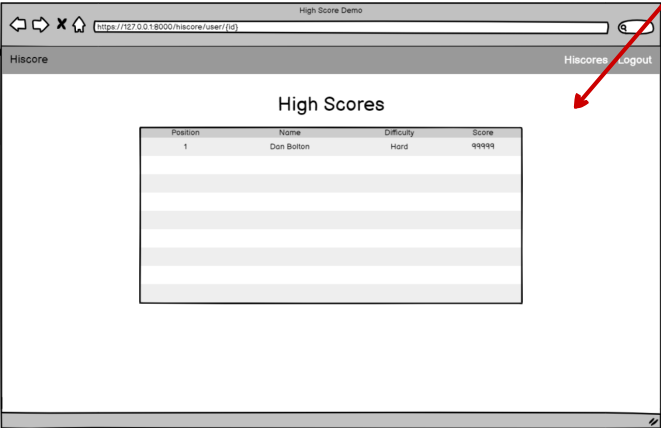 High Score Demo
https://127.0.0.1:8000/hiscore/user/{id}
Hiscore Hiscores Logout
High Scores
Position Name Difficulty Score
1 Dan Bolton Hard 99999